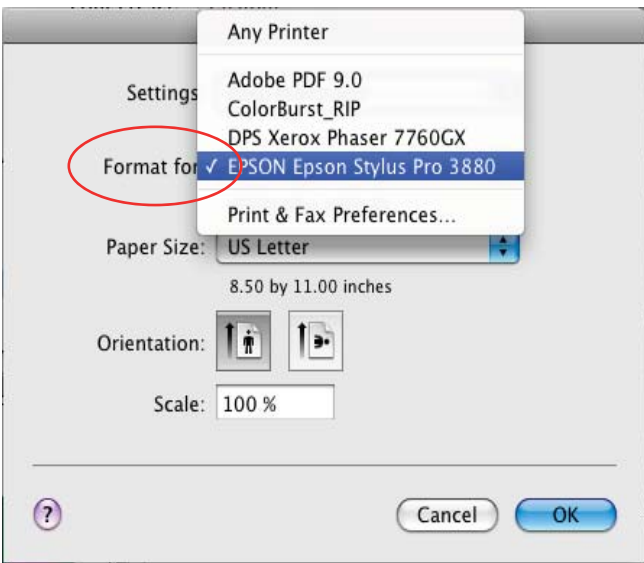 Any Printer
Settings
Adobe PDF 9.0
ColorBurst_RIP
DPS Xerox Phaser 7760GX
Format for ✓ EPSON Epson Stylus Pro 3880
Print & Fax Preferences...
Paper Size: US Letter
8.50 by 11.00 inches
Orientation:
Scale: 100 %
?
Cancel
OK